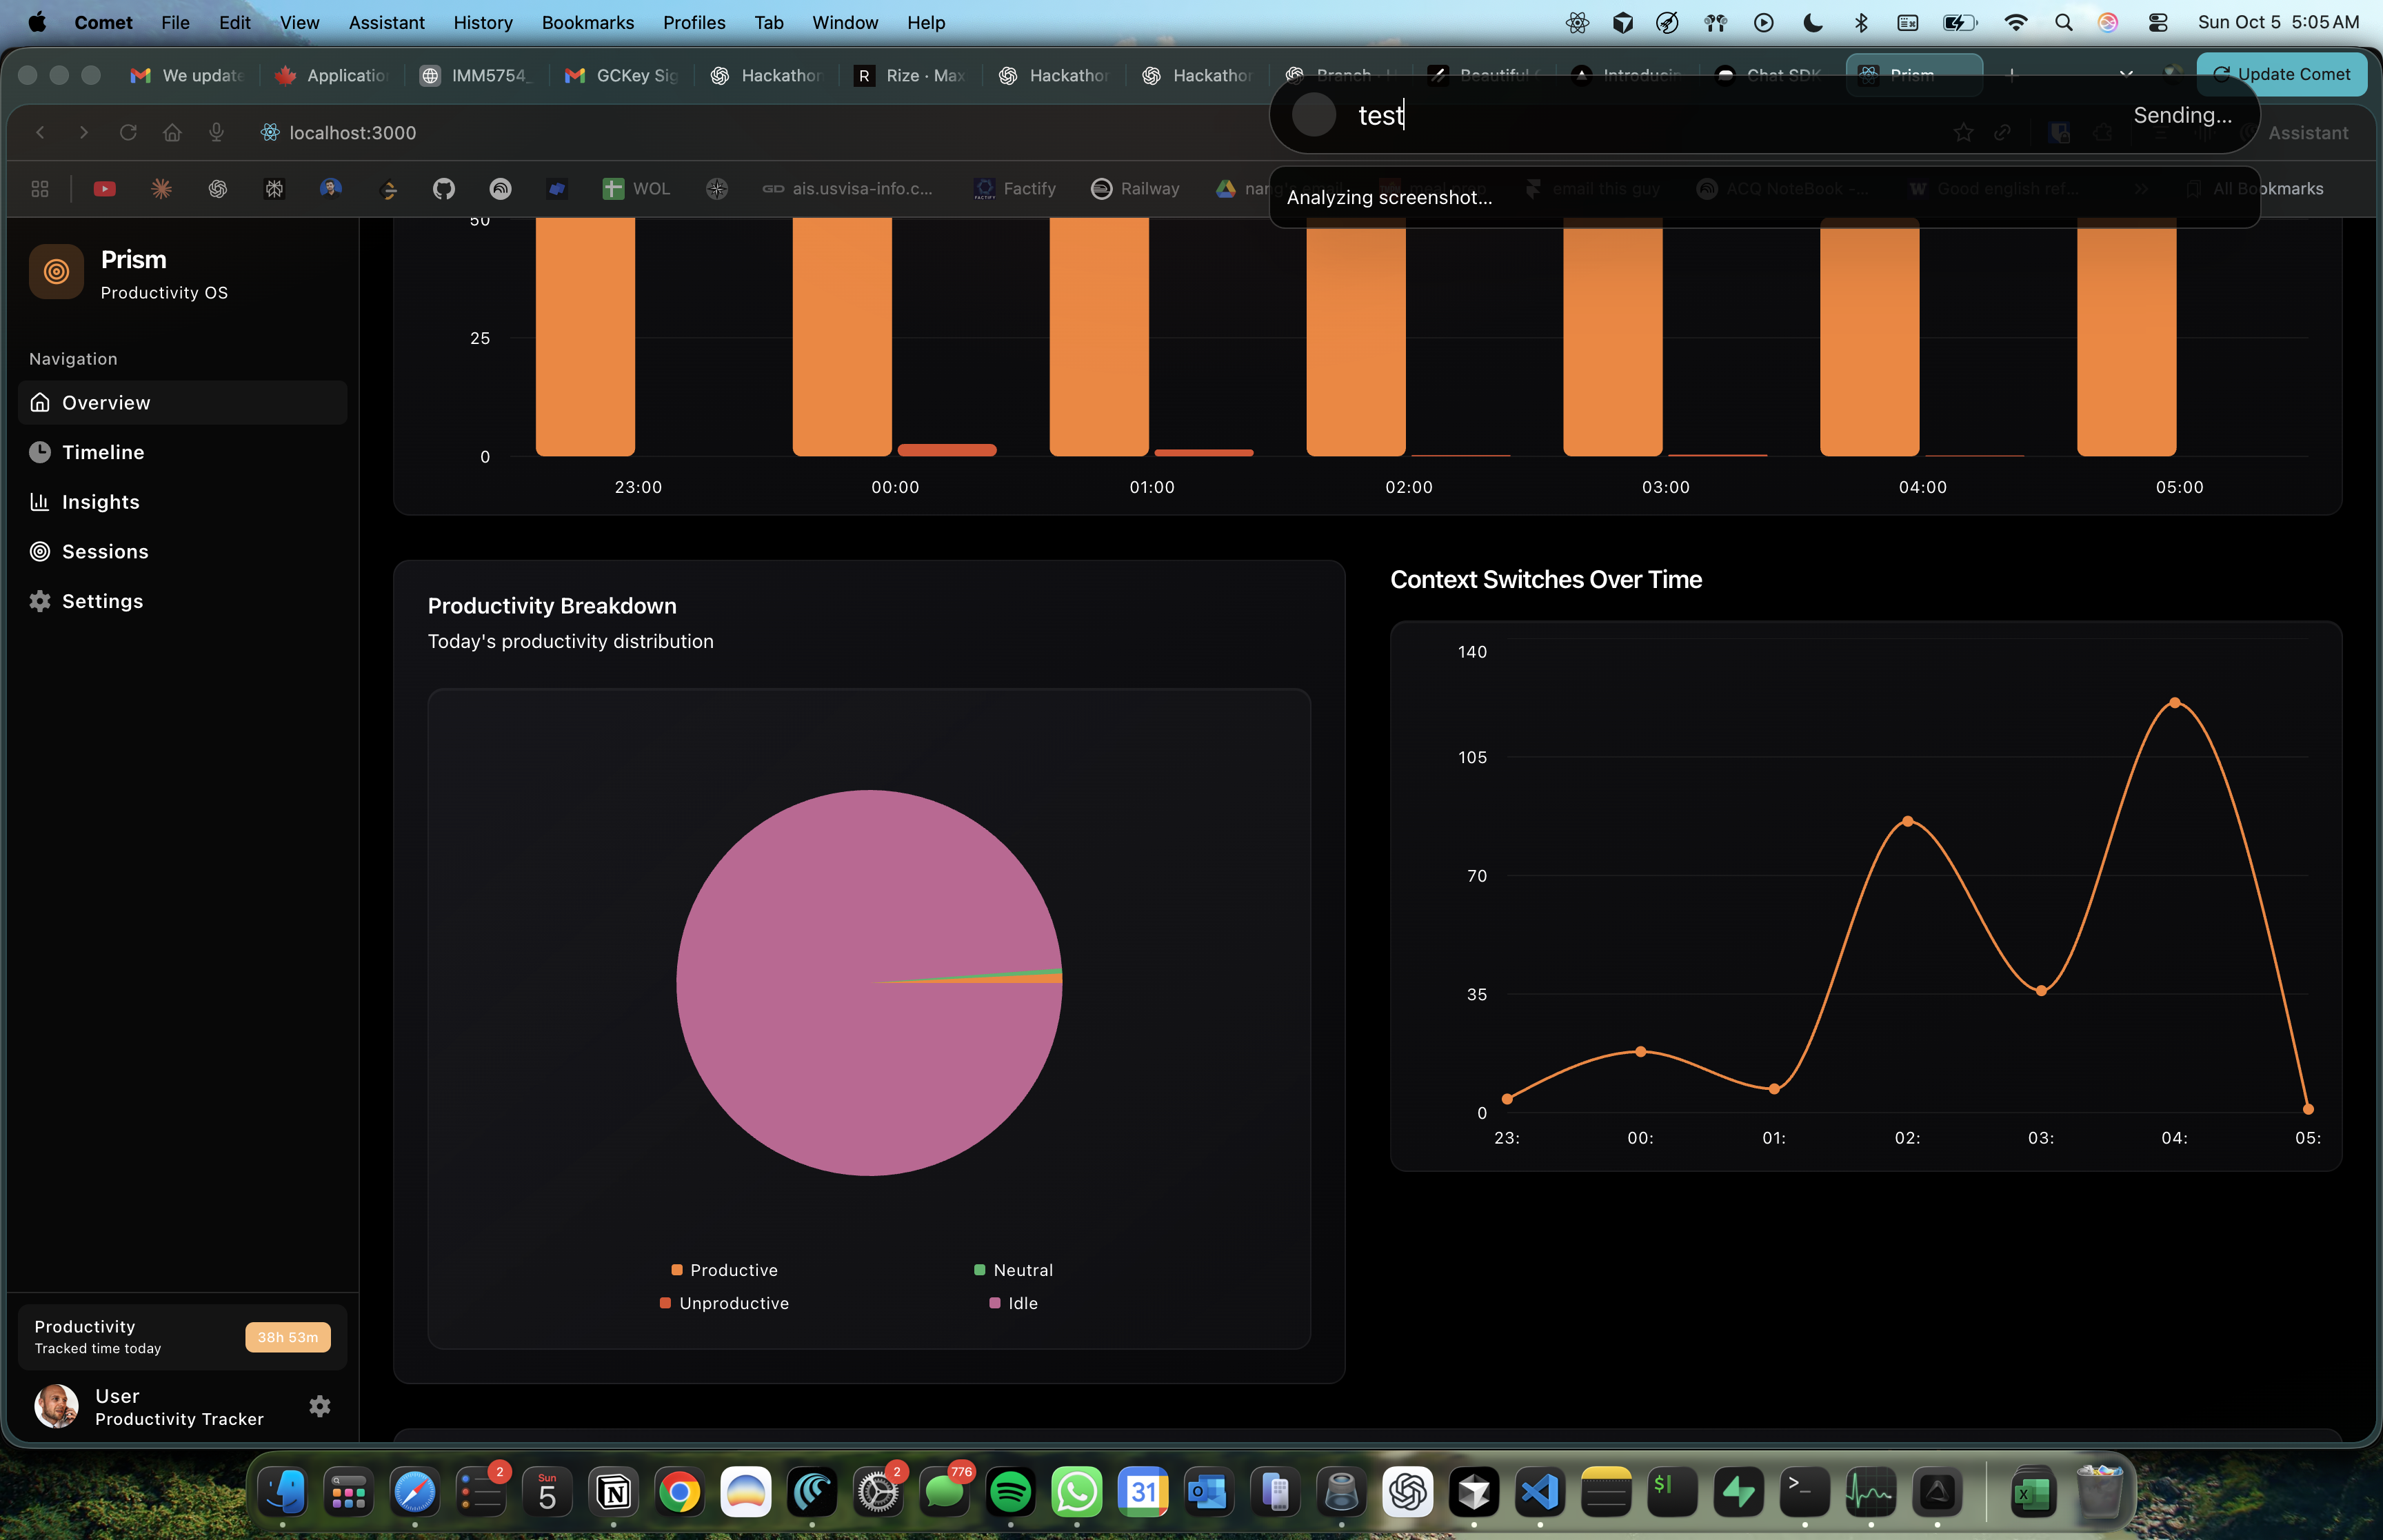 Comet File Edit View Assistant History Bookmarks Profiles Tab Window Help
Sun Oct 5 5:05 AM
We update
Applicatio
IMM5754_
GCKey Sig
Hackathon
Rize · Max
Hackathor
Hackathor
Branch
Beautiful
Introducin
Chat SDK
Prism
Update Comet
localhost:3000
test
Sending...
Assistant
WOL
ais.usvisa-info.c...
Factify
Railway
email this guy
ACQ NoteBook -...
Good english ref...
All Bookmarks
Analyzing screenshot...
Prism
Productivity OS
Navigation
Overview
Timeline
Insights
Sessions
Settings
50
25
0
23:00 00:00 01:00 02:00 03:00 04:00 05:00
Productivity Breakdown
Today's productivity distribution
Productive
Neutral
Unproductive
Idle
Context Switches Over Time
140
105
70
35
0
23: 00: 01: 02: 03: 04: 05:
Productivity
Tracked time today
38h 53m
User
Productivity Tracker
2
Sun
5
2
776
31